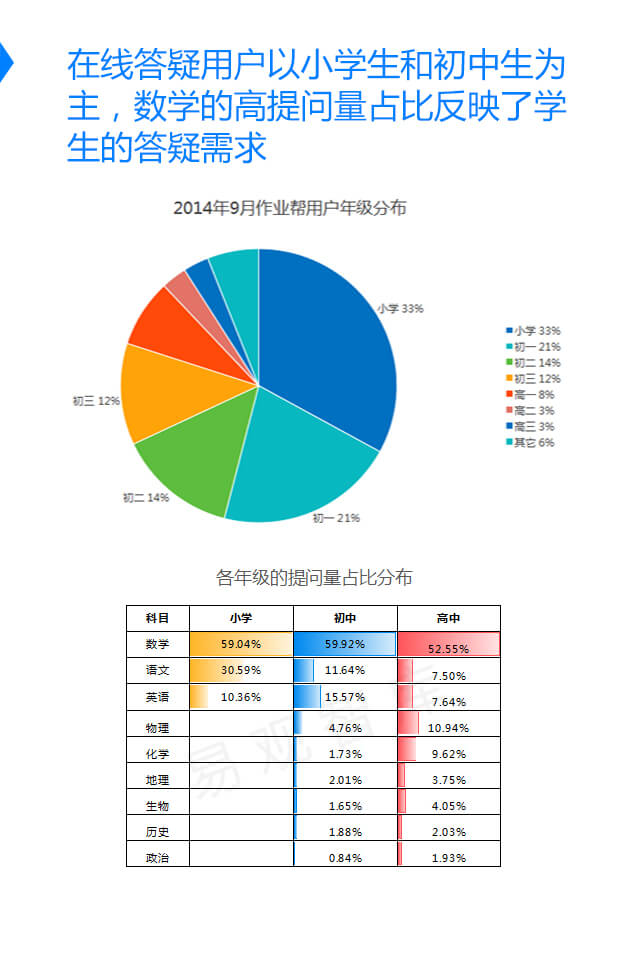 在线答疑用户以小学生和初中生为
主，数学的高提问量占比反映了学
生的答疑需求
2014年9月作业帮用户年级分布
小学 33%
初三 12%
初二 14%
初一 21%
小学 33%
初一 21%
初二 14%
初三 12%
高一 8%
高二 3%
高三 3%
其它 6%
各年级的提问量占比分布
科目 小学 初中 高中
数学 59.04% 59.92% 52.55%
语文 30.59% 11.64% 7.50%
英语 10.36% 15.57% 7.64%
物理 4.76% 10.94%
化学 1.73% 9.62%
地理 2.01% 3.75%
生物 1.65% 4.05%
历史 1.88% 2.03%
政治 0.84% 1.93%
易观智库